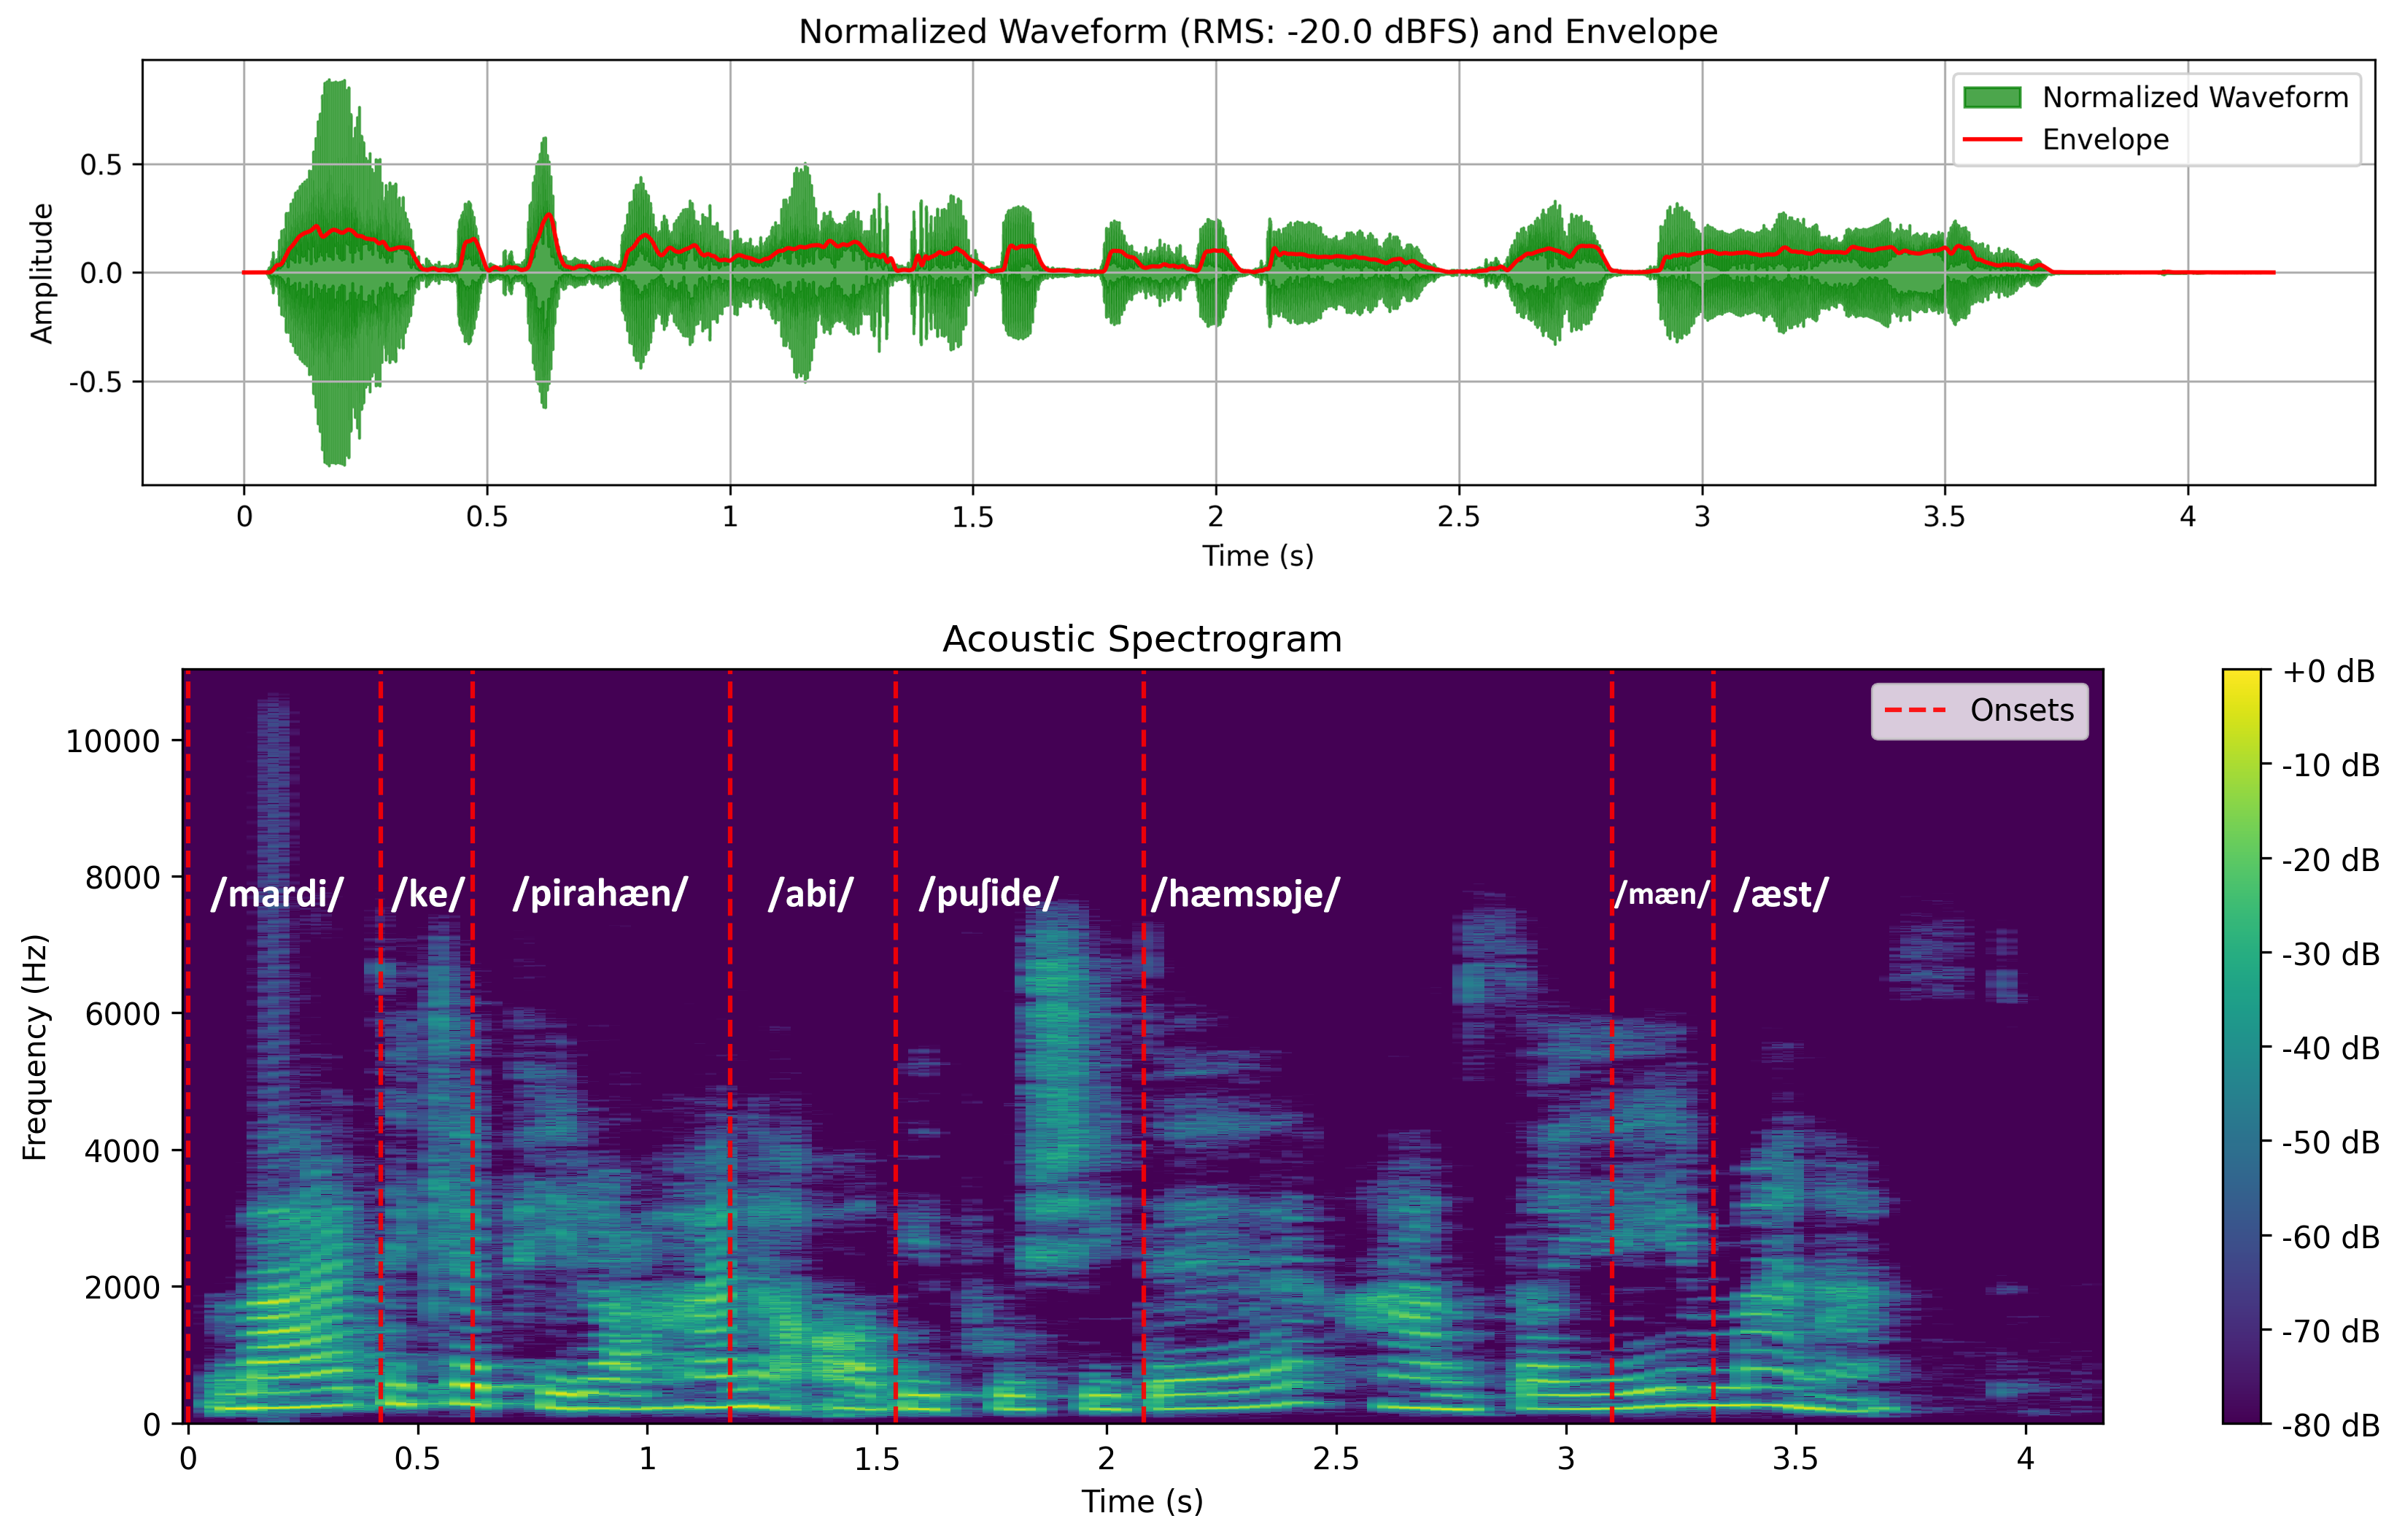 Normalized Waveform (RMS: -20.0 dBFS) and Envelope
Normalized Waveform
Envelope
Amplitude
0.5
0.0
-0.5
0 0.5 1 1.5 2 2.5 3 3.5 4
Time (s)
Acoustic Spectrogram
Onsets
Frequency (Hz)
10000
8000
6000
4000
2000
0
/mardi/ /ke/ /pirahæn/ /abi/ /puʃide/ /hæmsɒje/ /mæn/ /æst/
0 0.5 1 1.5 2 2.5 3 3.5 4
Time (s)
+0 dB
-10 dB
-20 dB
-30 dB
-40 dB
-50 dB
-60 dB
-70 dB
-80 dB